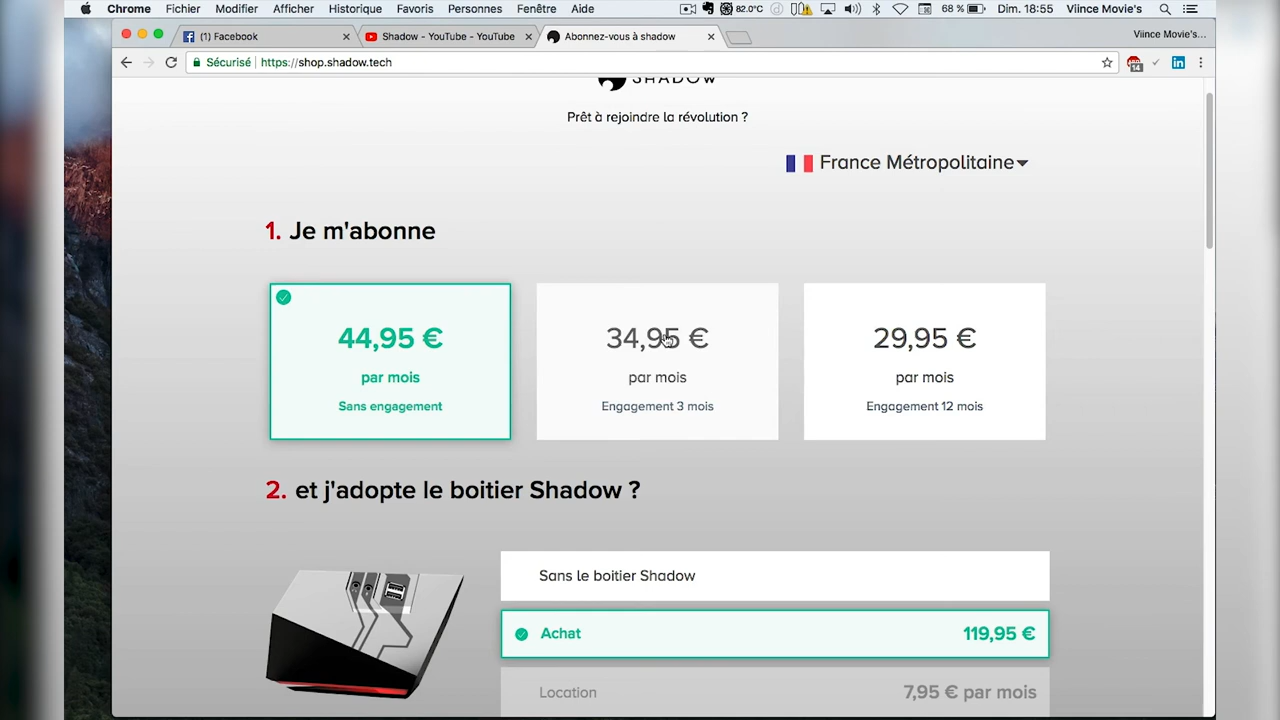 Chrome Fichier Modifier Afficher Historique Favoris Personnes Fenêtre Aide 82.0°C 68 % Dim. 18:55 Viince Movie's
(1) Facebook Shadow - YouTube - YouTube Abonnez-vous à shadow Viince Movie's...
Sécurisé https://shop.shadow.tech 14
SHADOW
Prêt à rejoindre la révolution ?
France Métropolitaine
1. Je m'abonne
44,95 € 34,95 € 29,95 €
par mois par mois par mois
Sans engagement Engagement 3 mois Engagement 12 mois
2. et j'adopte le boitier Shadow ?
Sans le boitier Shadow
Achat 119,95 €
Location 7,95 € par mois